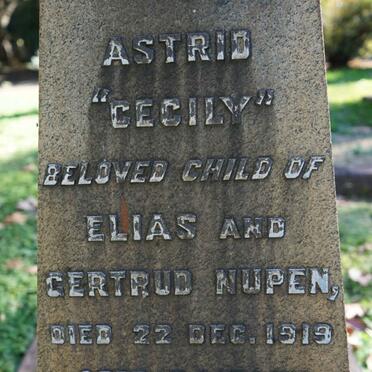 ASTRID
"CECILY"
BELOVED CHILD OF
ELIAS AND
GERTRUD NUPEN,
DIED 22 DEC. 1919